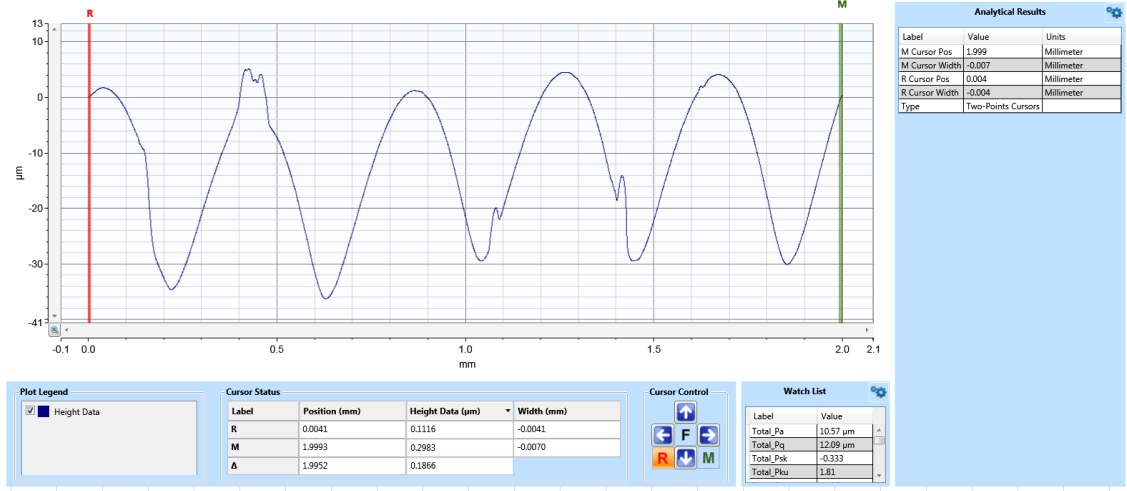 R
M
13
10
0
-10
-20
-30
-41
µm
-0.1 0.0 0.5 1.0 1.5 2.0 2.1
mm
Analytical Results
Label Value Units
M Cursor Pos 1.999 Millimeter
M Cursor Width -0.007 Millimeter
R Cursor Pos 0.004 Millimeter
R Cursor Width -0.004 Millimeter
Type Two-Points Cursors
Plot Legend
Height Data
Cursor Status
Label Position (mm) Height Data (µm) Width (mm)
R 0.0041 0.1116 -0.0041
M 1.9993 0.2983 -0.0070
Δ 1.9952 0.1866
Cursor Control
F
R M
Watch List
Label Value
Total_Pa 10.57 µm
Total_Pq 12.09 µm
Total_Psk -0.333
Total_Pku 1.81